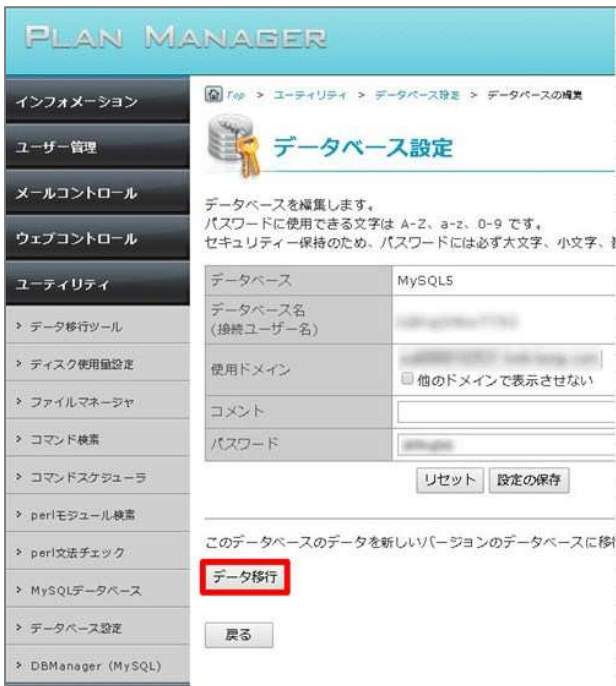 PLAN MANAGER
インフォメーション
ユーザー管理
メールコントロール
ウェブコントロール
ユーティリティ
> データ移行ツール
> ディスク使用量設定
> ファイルマネージャ
> コマンド検索
> コマンドスケジューラ
> perlモジュール検索
> perl文法チェック
> MySQLデータベース
> データベース設定
> DBManager (MySQL)
Top > ユーティリティ > データベース設定 > データベースの編集
データベース設定
データベースを編集します。
パスワードに使用できる文字は A-Z、a-z、0-9 です。
セキュリティー保持のため、パスワードには必ず大文字、小文字、
データベース MySQL5
データベース名
(接続ユーザー名)
使用ドメイン
他のドメインで表示させない
コメント
パスワード
リセット 設定の保存
このデータベースのデータを新しいバージョンのデータベースに移
データ移行
戻る